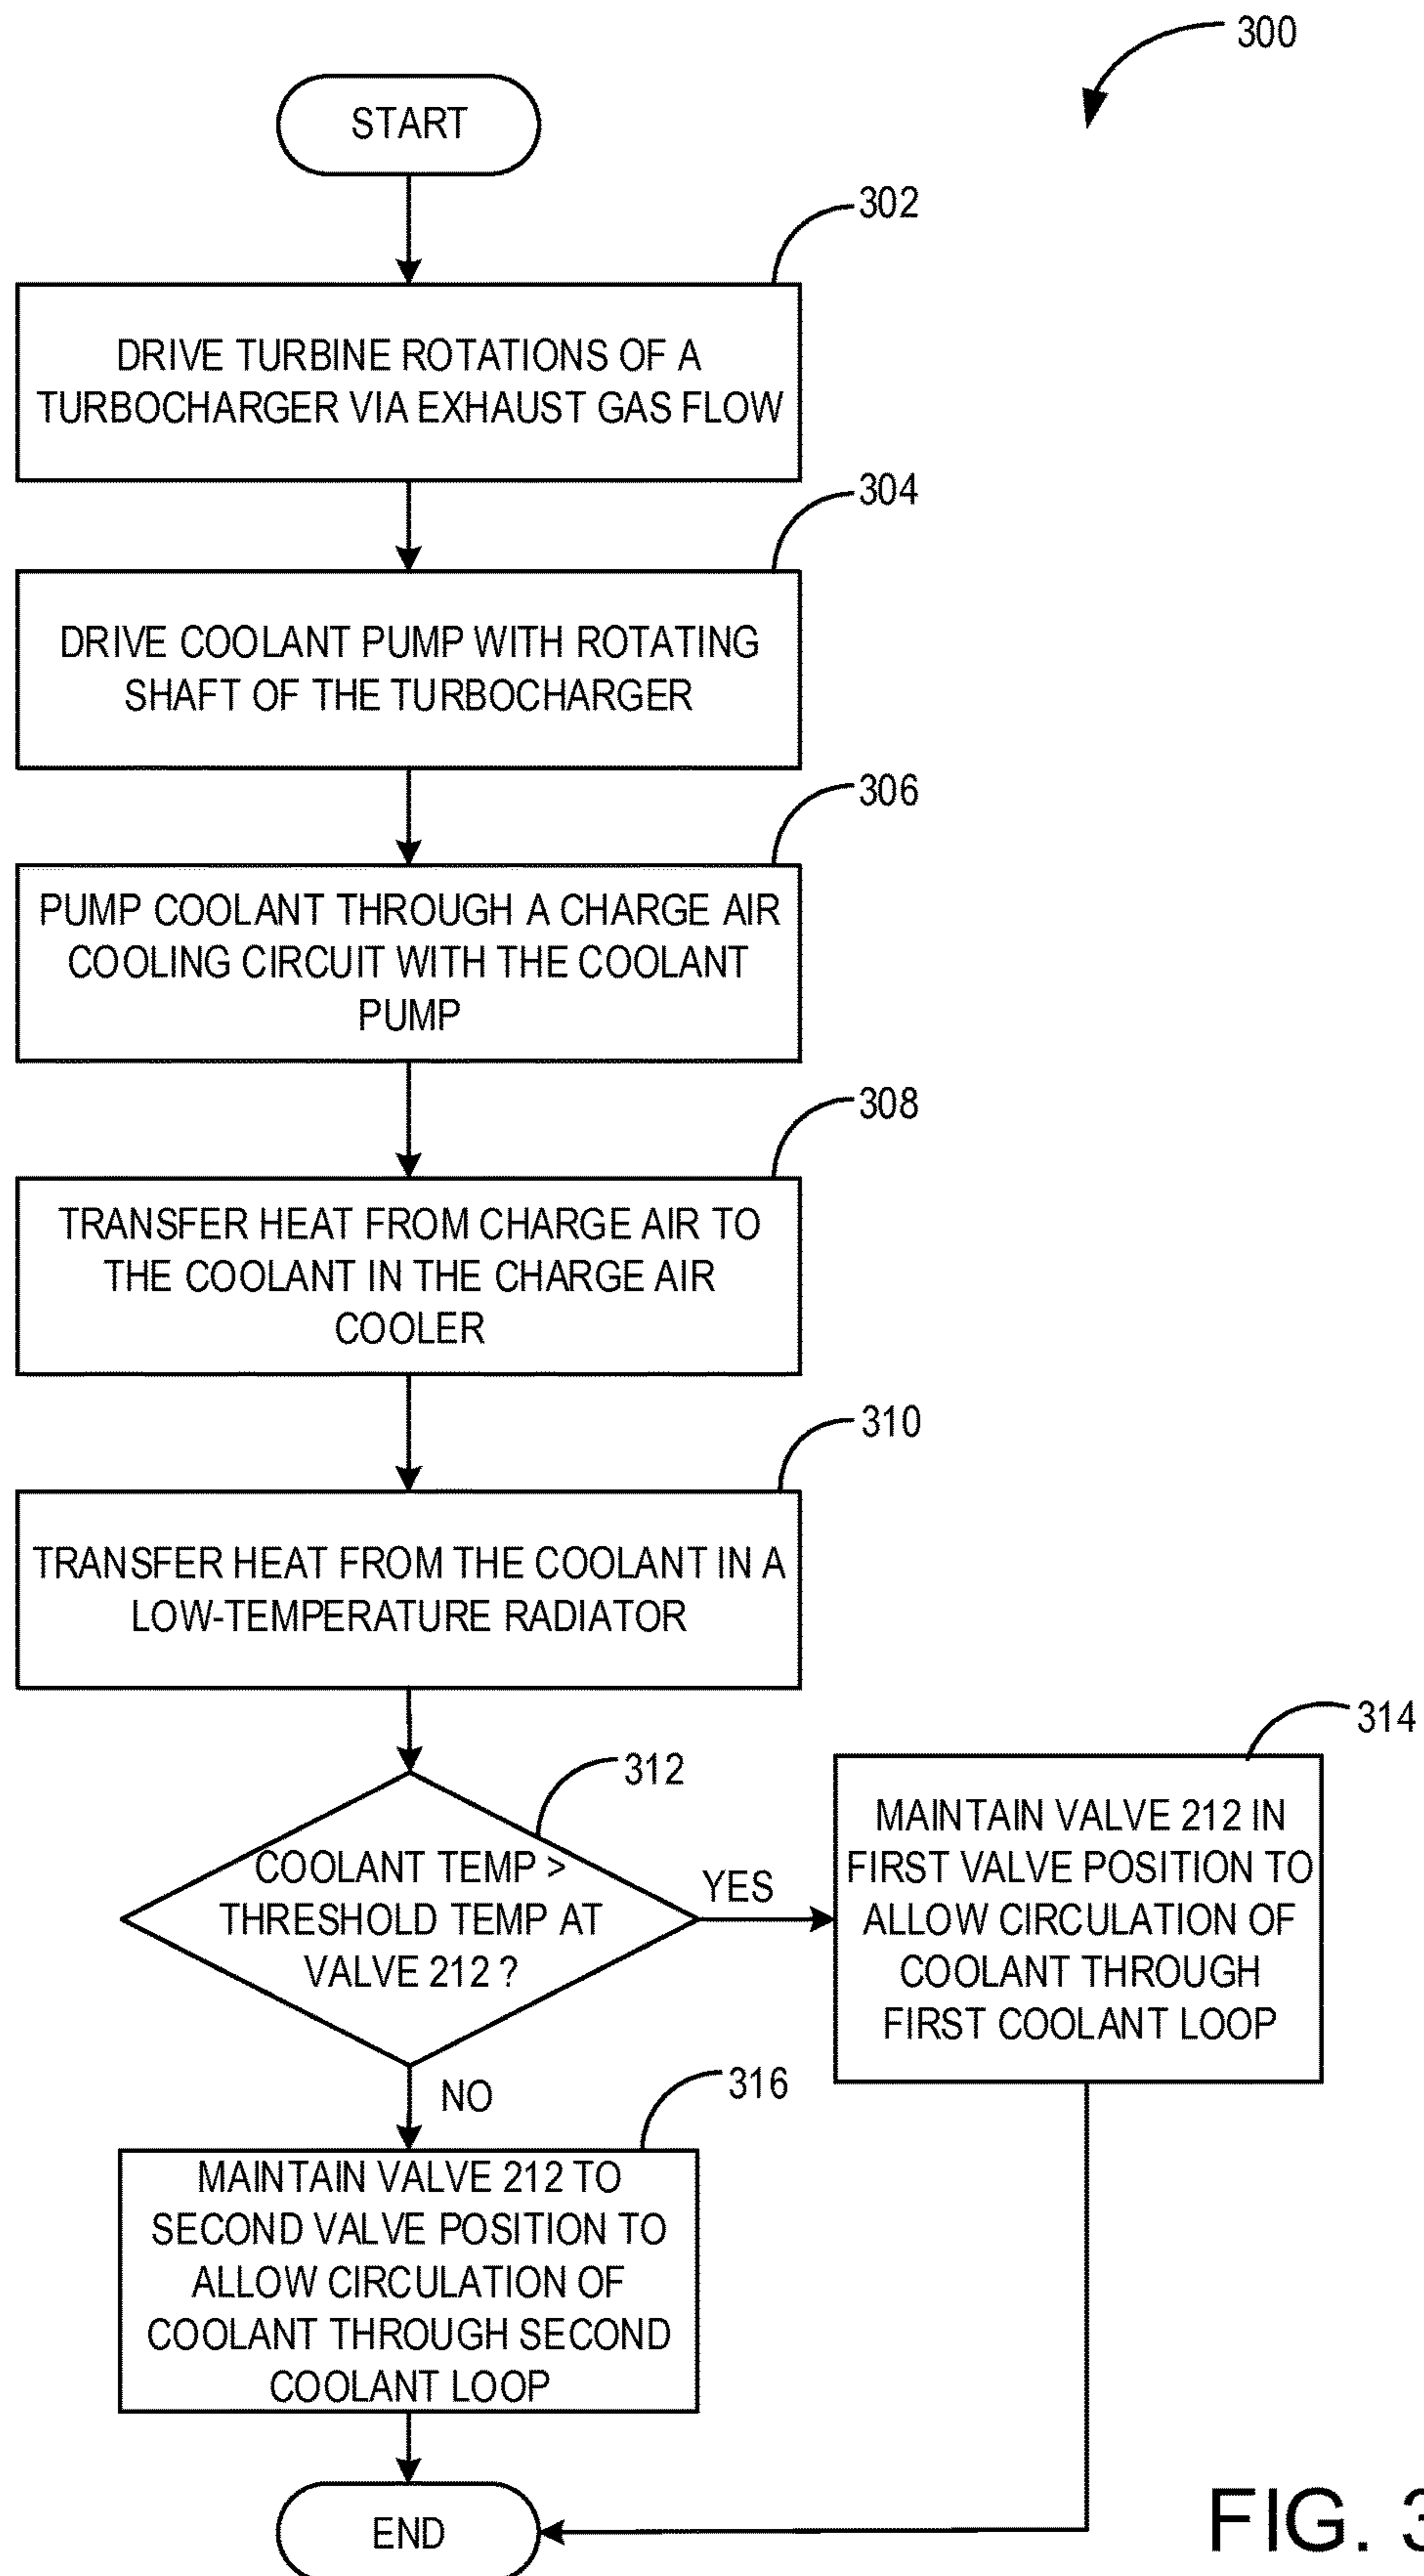 300
START
302
DRIVE TURBINE ROTATIONS OF A
TURBOCHARGER VIA EXHAUST GAS FLOW
304
DRIVE COOLANT PUMP WITH ROTATING
SHAFT OF THE TURBOCHARGER
306
PUMP COOLANT THROUGH A CHARGE AIR
COOLING CIRCUIT WITH THE COOLANT
PUMP
308
TRANSFER HEAT FROM CHARGE AIR TO
THE COOLANT IN THE CHARGE AIR
COOLER
310
TRANSFER HEAT FROM THE COOLANT IN A
LOW-TEMPERATURE RADIATOR
312
COOLANT TEMP >
THRESHOLD TEMP AT
VALVE 212 ?
YES
314
MAINTAIN VALVE 212 IN
FIRST VALVE POSITION TO
ALLOW CIRCULATION OF
COOLANT THROUGH
FIRST COOLANT LOOP
NO
316
MAINTAIN VALVE 212 TO
SECOND VALVE POSITION TO
ALLOW CIRCULATION OF
COOLANT THROUGH SECOND
COOLANT LOOP
END
FIG. 3